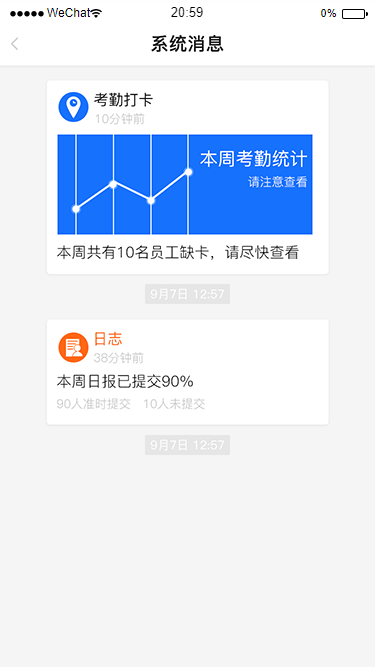 WeChat 20:59 0%
系统消息
考勤打卡
10分钟前
本周考勤统计
请注意查看
本周共有10名员工缺卡，请尽快查看
9月7日 12:57
日志
38分钟前
本周日报已提交90%
90人准时提交 10人未提交
9月7日 12:57